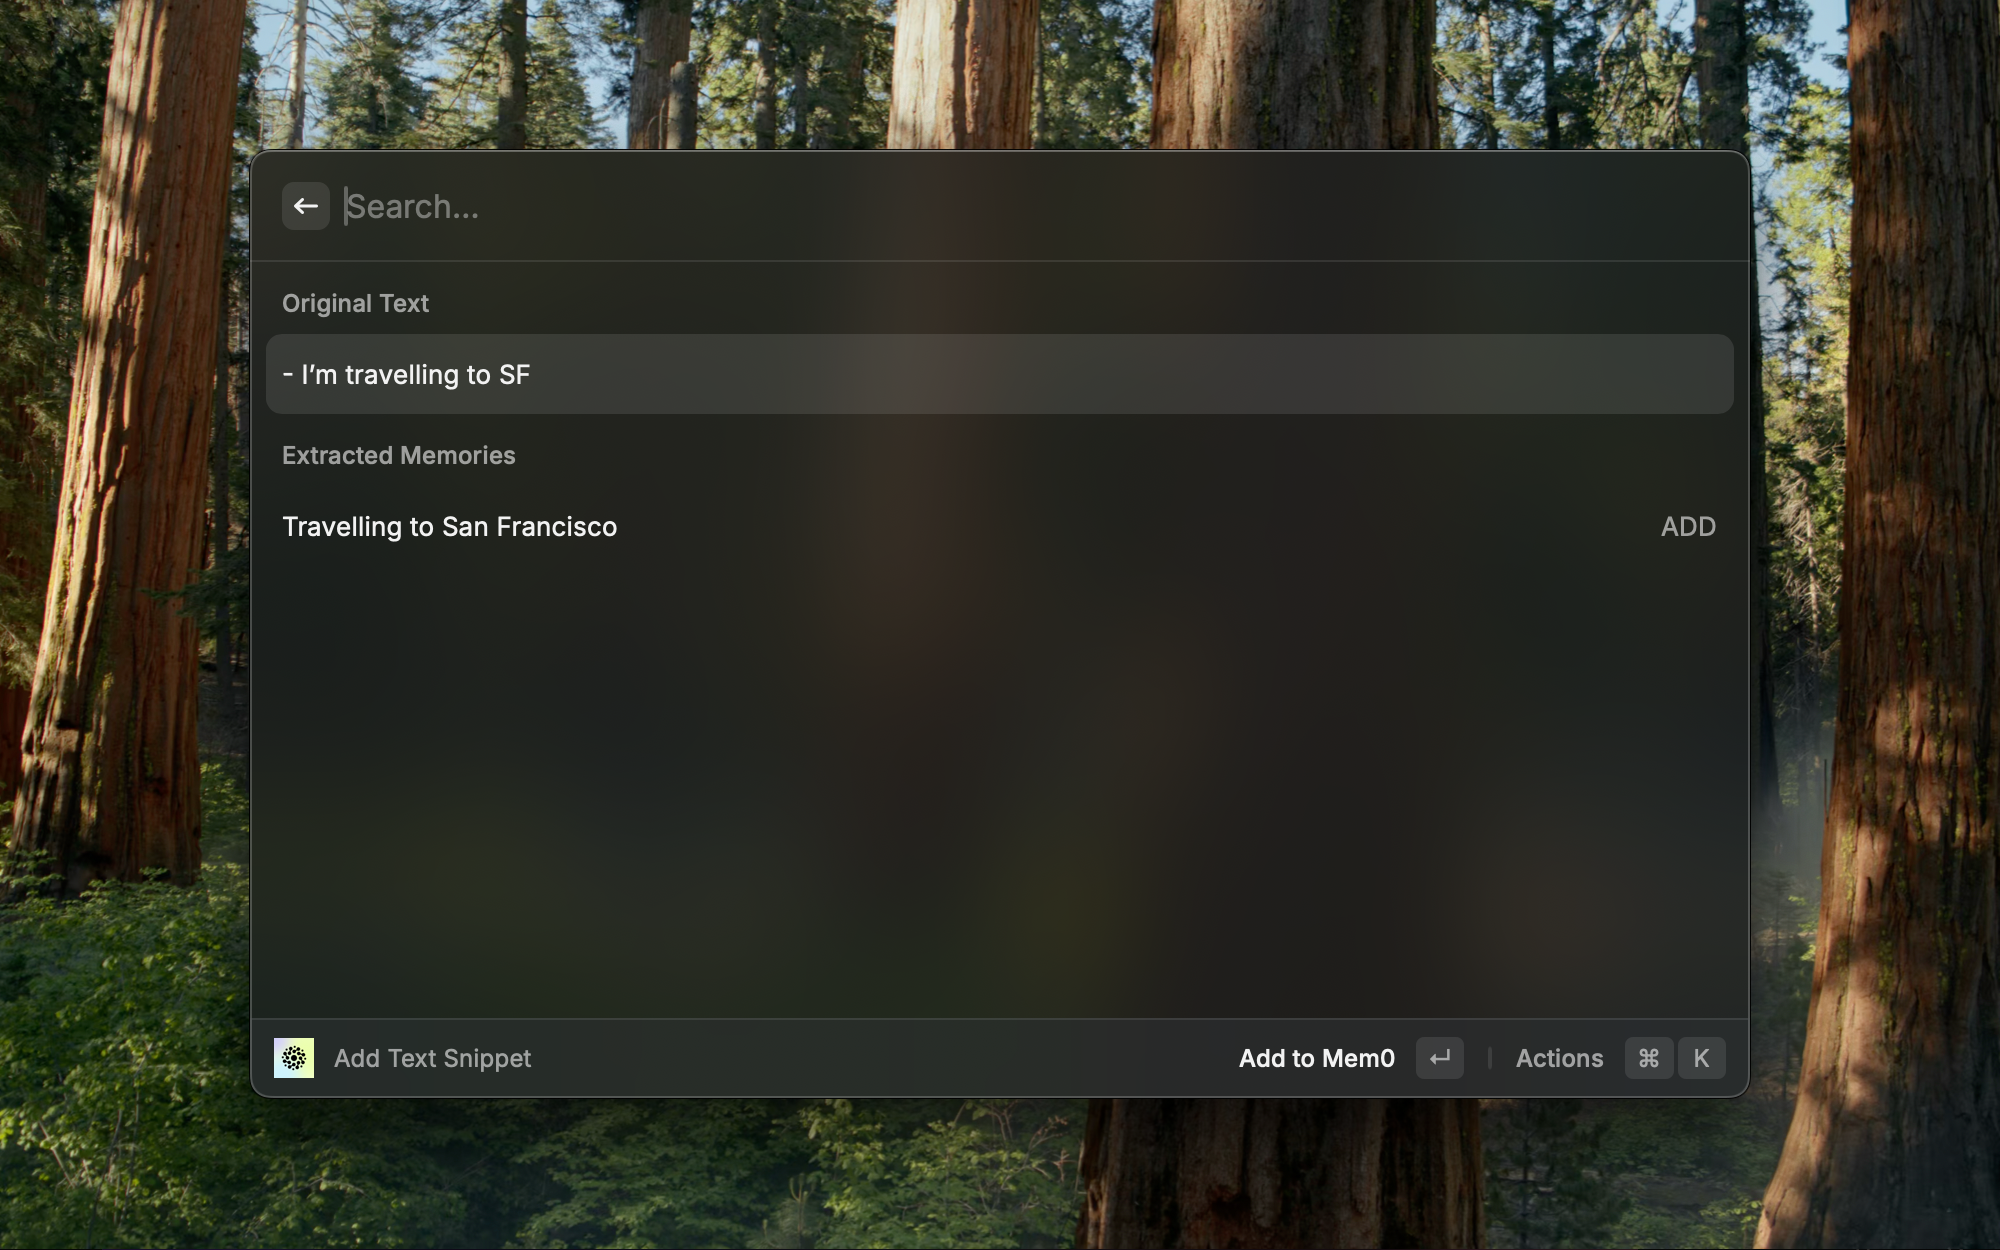 Search...
Original Text
- I’m travelling to SF
Extracted Memories
Travelling to San Francisco ADD
Add Text Snippet Add to Mem0 ↵ Actions ⌘ K